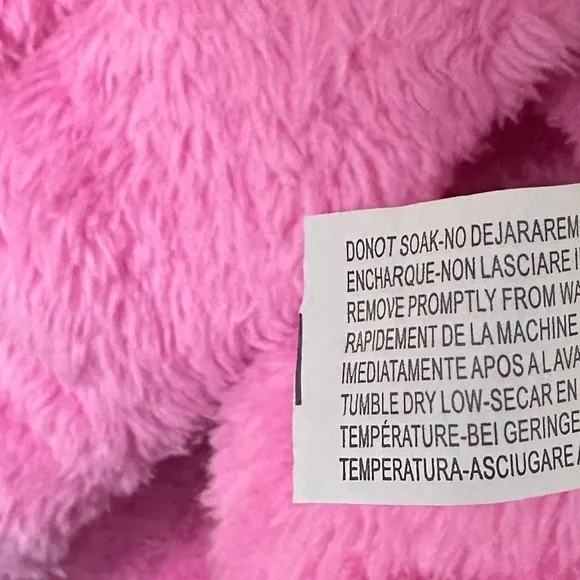 DONOT SOAK-NO DEJARAREM
ENCHARQUE-NON LASCIARE
REMOVE PROMPTLY FROM WA
RAPIDEMENT DE LA MACHINE
IMEDIATAMENTE APOS A LAVA
TUMBLE DRY LOW-SECAR EN
TEMPÉRATURE-BEI GERINGE
TEMPERATURA-ASCIUGARE